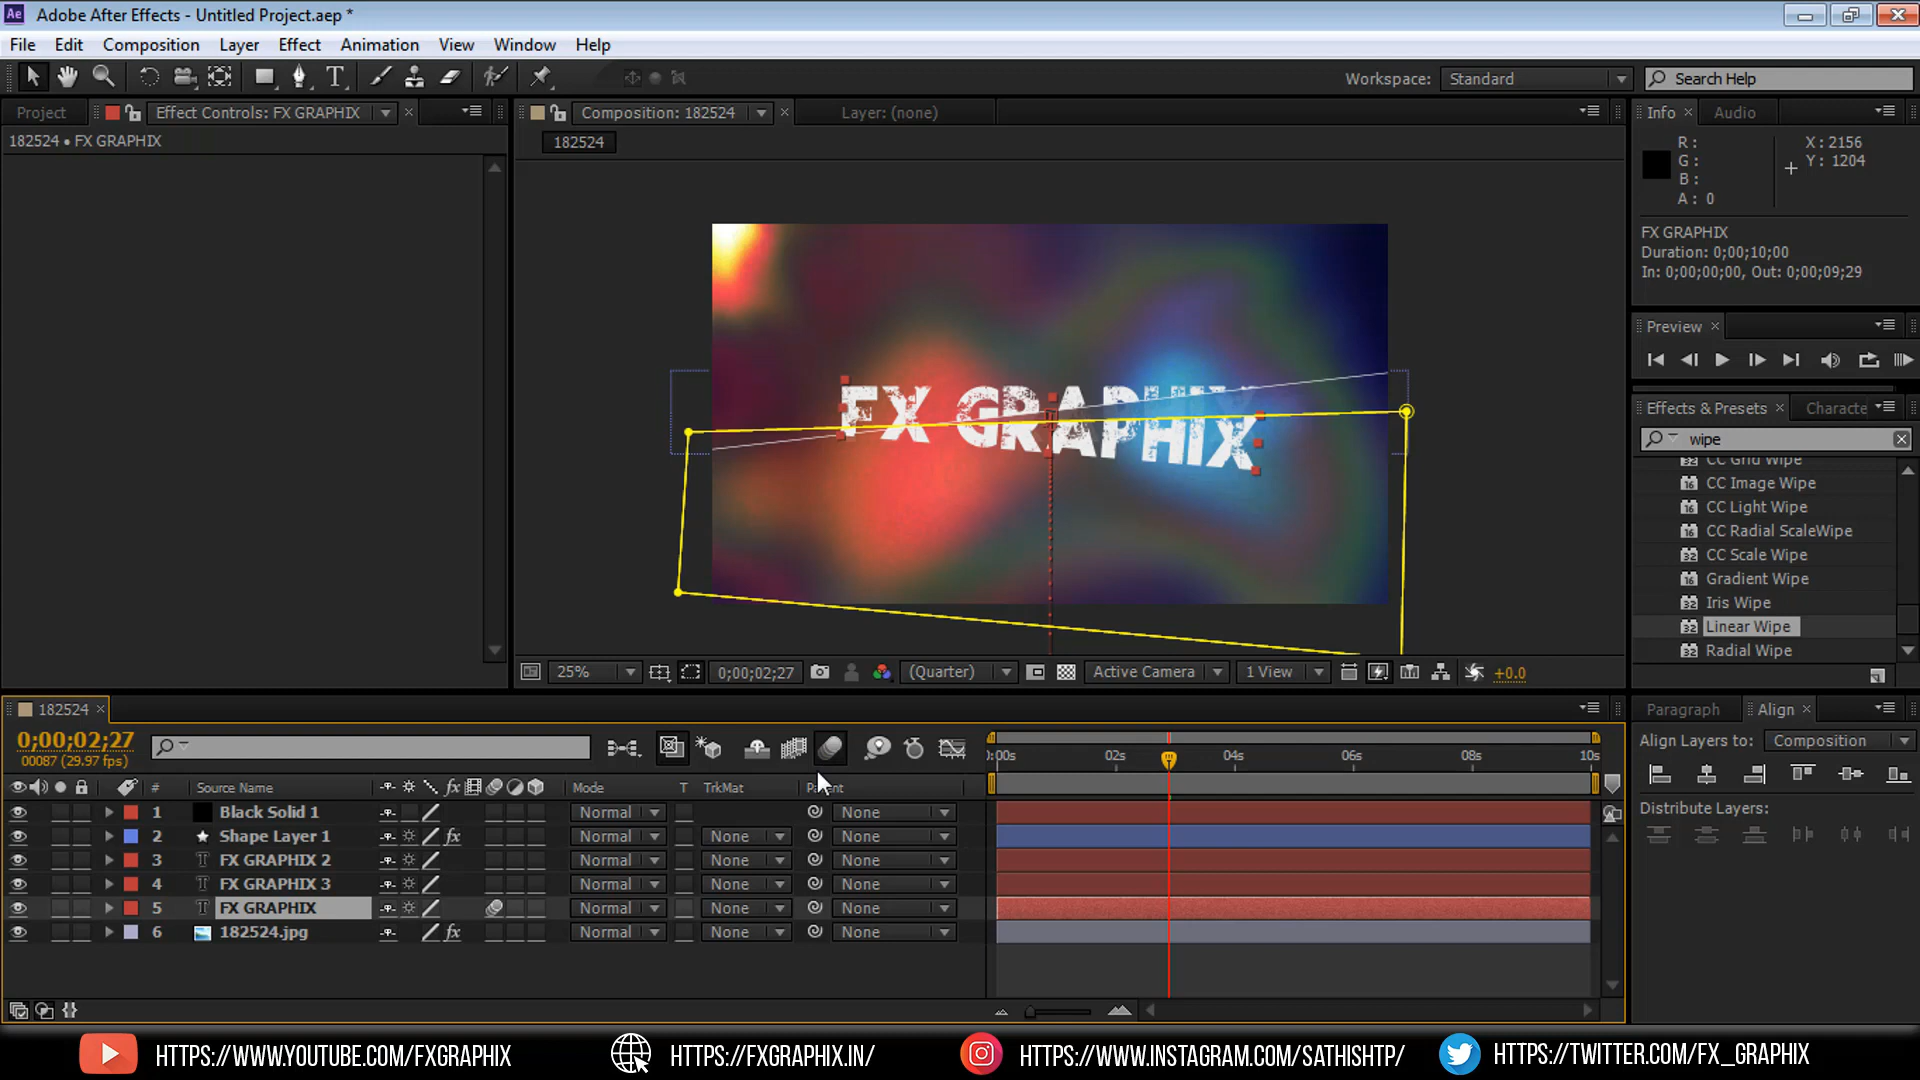 Adobe After Effects - Untitled Project.aep *
File Edit Composition Layer Effect Animation View Window Help
Workspace: Standard Search Help
Project Effect Controls: FX GRAPHIX Composition: 182524 Layer: (none) Info Audio
182524 • FX GRAPHIX
182524
R :
G :
B :
A : 0
X : 2156
Y : 1204
FX GRAPHIX
Duration: 0;00;10;00
In: 0;00;00;00, Out: 0;00;09;29
Preview
FX GRAPHIX
Effects & Presets Characte
wipe
CC Grid Wipe
CC Image Wipe
CC Light Wipe
CC Radial ScaleWipe
CC Scale Wipe
Gradient Wipe
Iris Wipe
Linear Wipe
Radial Wipe
25% 0;00;02;27 (Quarter) Active Camera 1 View +0.0
182524
0;00;02;27
00087 (29.97 fps)
0:00s 02s 04s 06s 08s 10s
# Source Name Mode T TrkMat
1 Black Solid 1 Normal None
2 Shape Layer 1 fx Normal None None
3 FX GRAPHIX 2 Normal None None
4 FX GRAPHIX 3 Normal None None
5 FX GRAPHIX Normal None None
6 182524.jpg fx Normal None None
Paragraph Align
Align Layers to: Composition
Distribute Layers:
HTTPS://WWW.YOUTUBE.COM/FXGRAPHIX HTTPS://FXGRAPHIX.IN/ HTTPS://WWW.INSTAGRAM.COM/SATHISHTP/ HTTPS://TWITTER.COM/FX_GRAPHIX